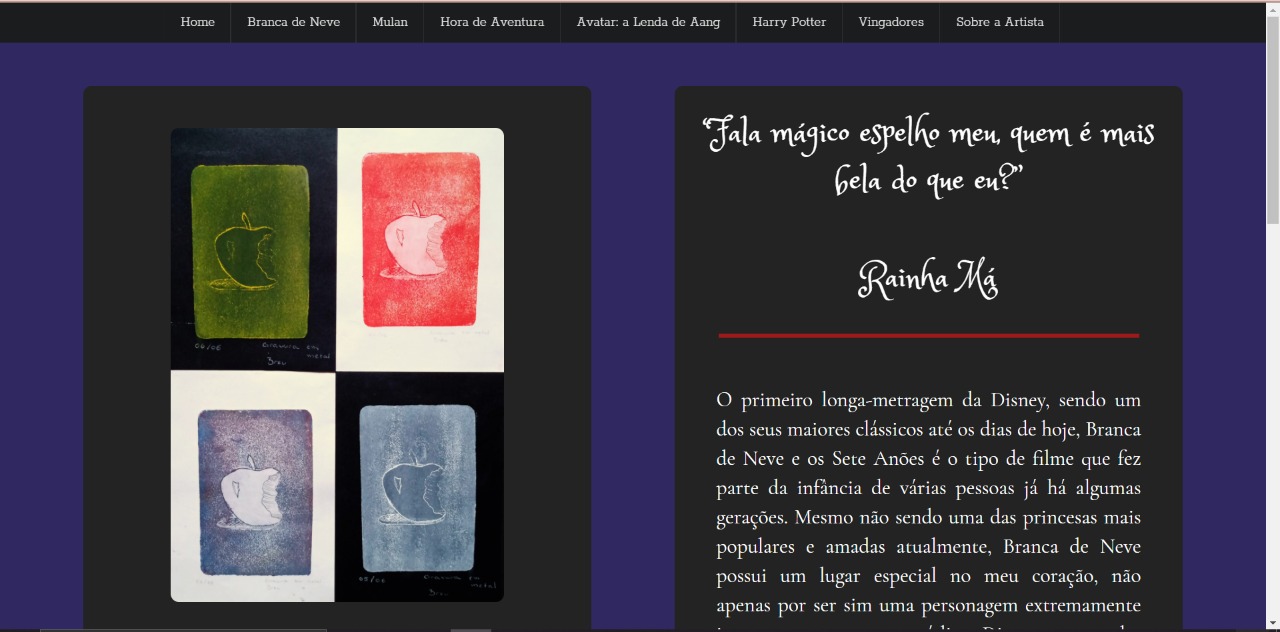 Home Branca de Neve Mulan Hora de Aventura Avatar: a Lenda de Aang Harry Potter Vingadores Sobre a Artista
06/06 Gravura em
metal
05/06 Gravura em
metal
“Fala mágico espelho meu, quem é mais
bela do que eu?”
Rainha Má
O primeiro longa-metragem da Disney, sendo um
dos seus maiores clássicos até os dias de hoje, Branca
de Neve e os Sete Anões é o tipo de filme que fez
parte da infância de várias pessoas já há algumas
gerações. Mesmo não sendo uma das princesas mais
populares e amadas atualmente, Branca de Neve
possui um lugar especial no meu coração, não
apenas por ser sim uma personagem extremamente